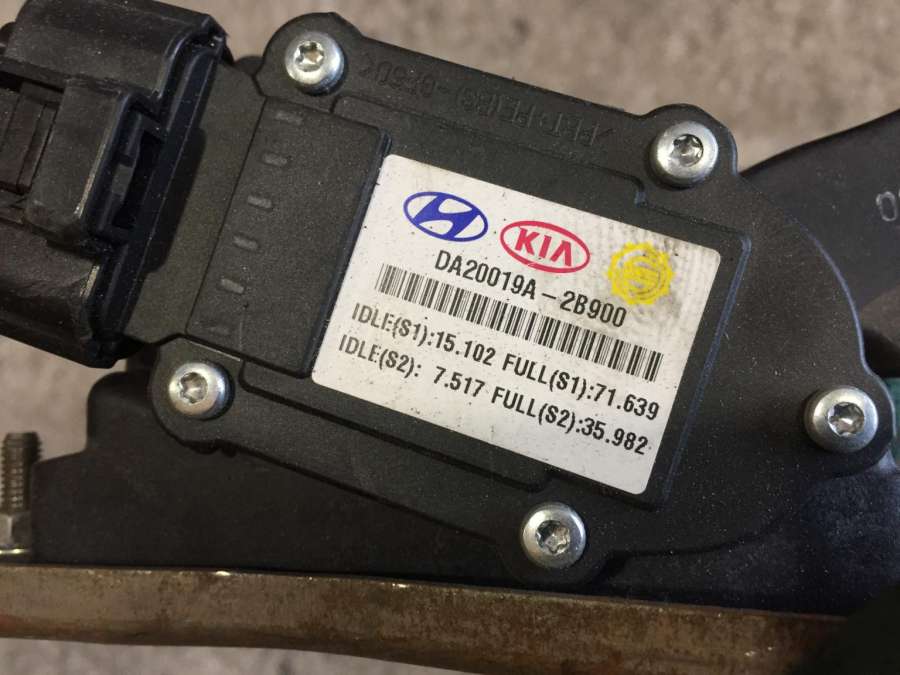 KIA
DA20019A-2B900
IDLE(S1):15.102 FULL(S1):71.639
IDLE(S2): 7.517 FULL(S2):35.982